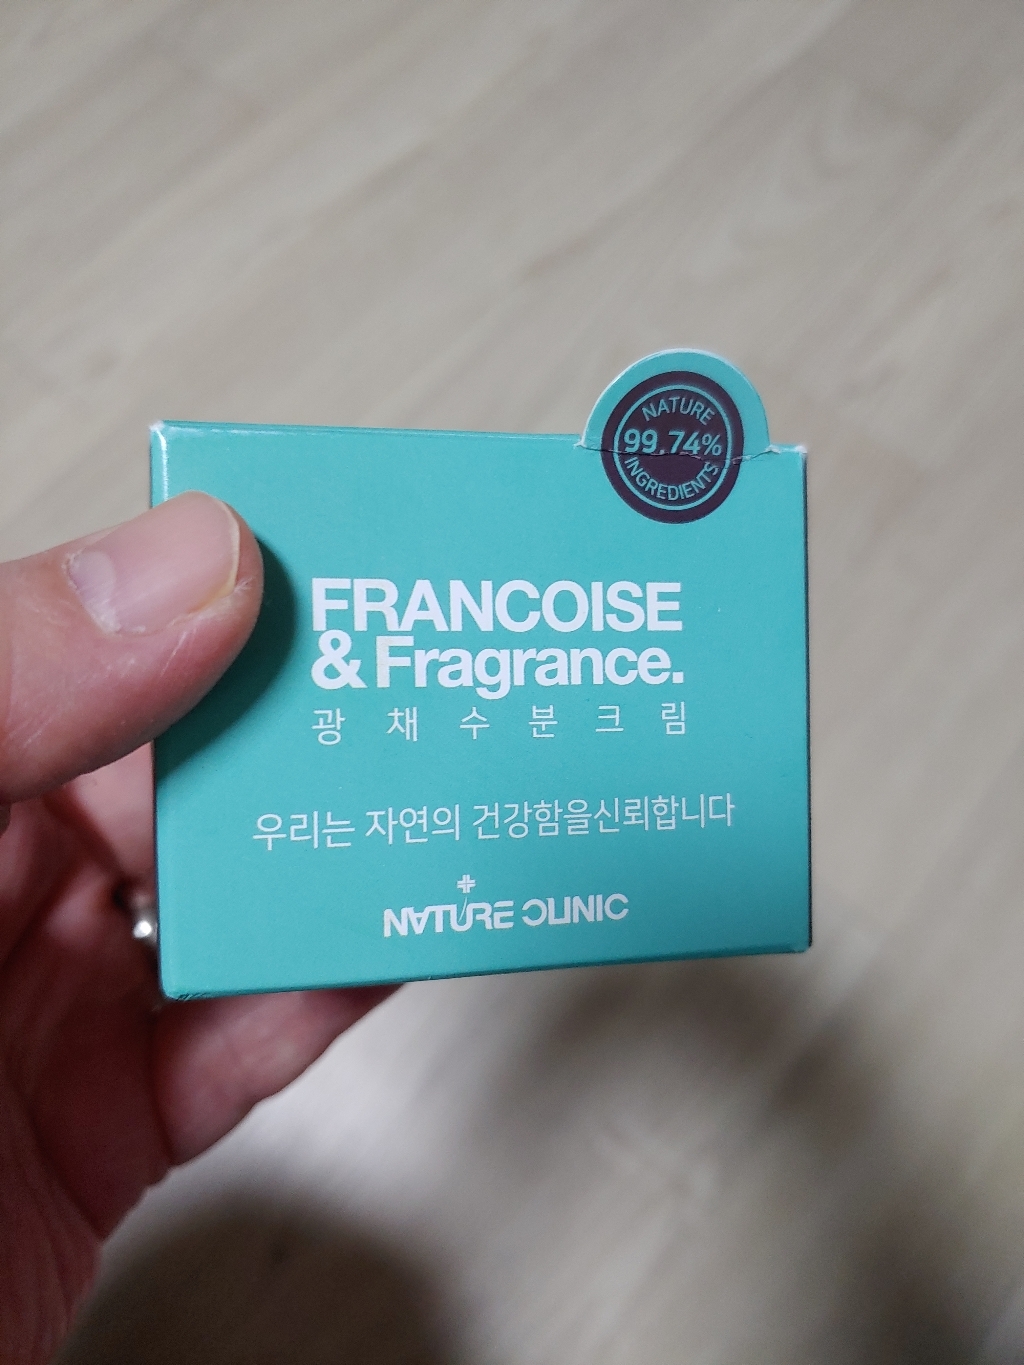 NATURE
99.74%
INGREDIENTS
FRANCOISE
& Fragrance.
광채수분크림
우리는 자연의 건강함을신뢰합니다
NATURE CLINIC